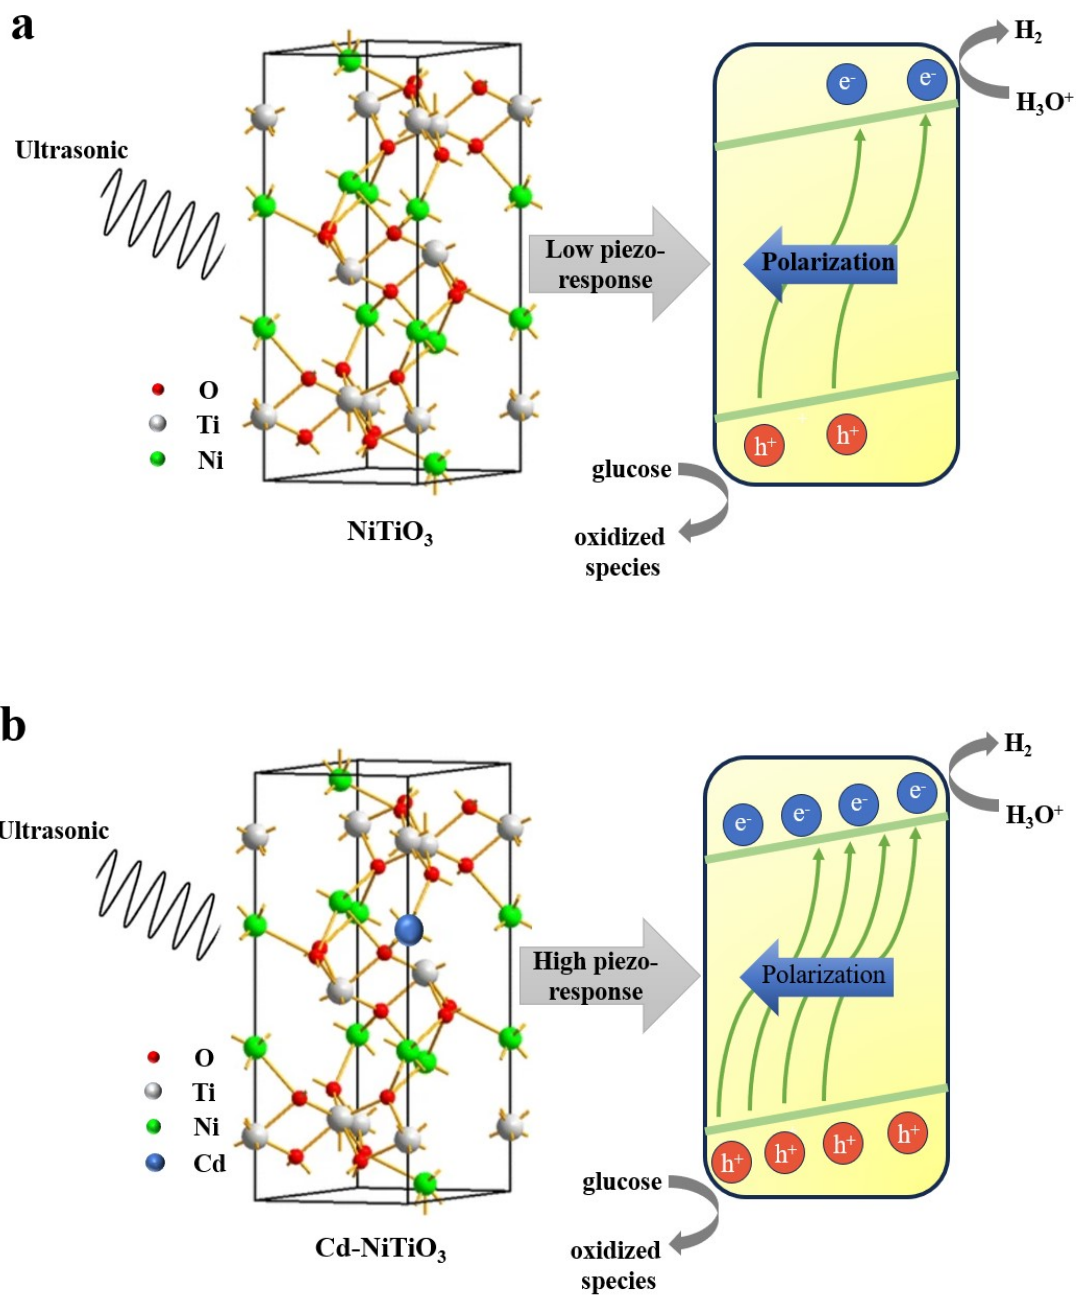 a
H₂
e⁻ e⁻
H₃O⁺
Ultrasonic
Low piezo-
response
Polarization
O
Ti
Ni
h⁺ h⁺
glucose
oxidized
species
NiTiO₃
b
H₂
e⁻ e⁻ e⁻ e⁻
H₃O⁺
Ultrasonic
High piezo-
response
Polarization
O
Ti
Ni
Cd
h⁺ h⁺ h⁺ h⁺
glucose
oxidized
species
Cd-NiTiO₃